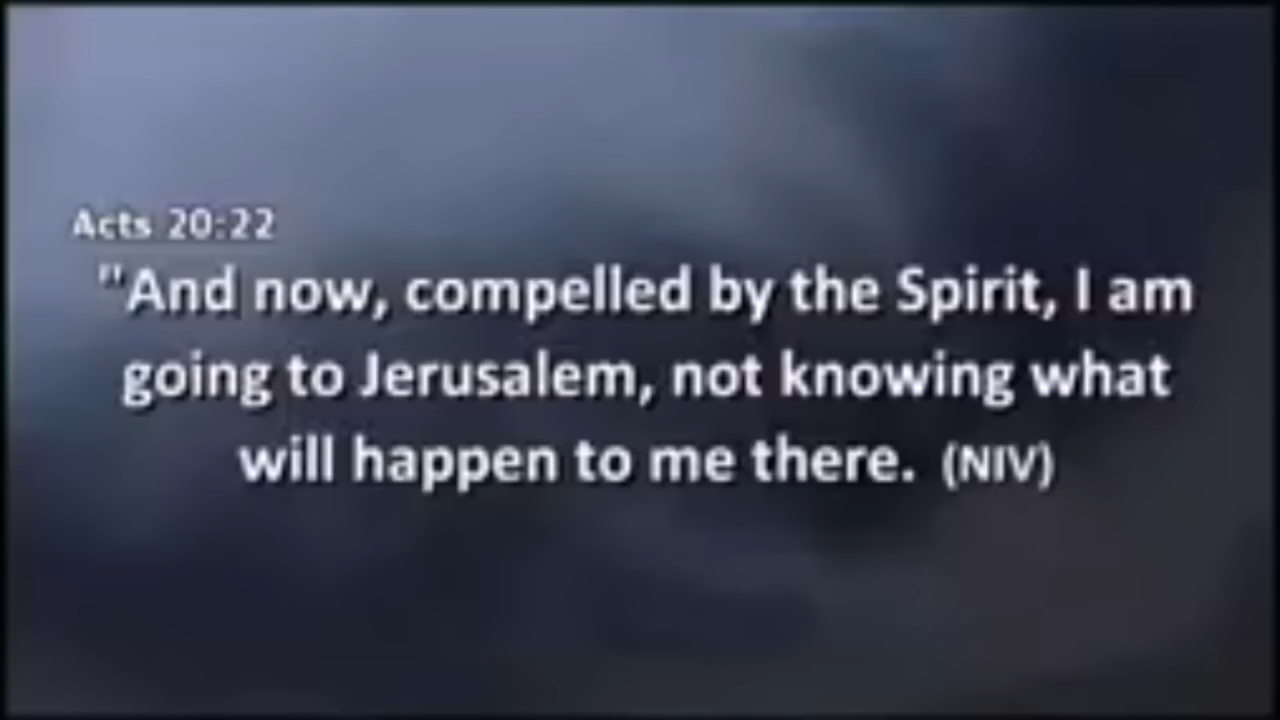 Acts 20:22
"And now, compelled by the Spirit, I am
going to Jerusalem, not knowing what
will happen to me there. (NIV)